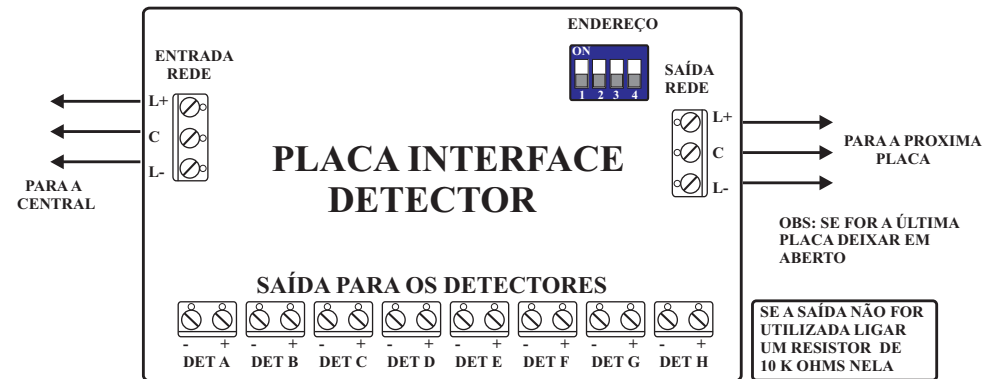 ENDEREÇO
ON
1 2 3 4
ENTRADA
REDE
L+
C
L-
PARA A
CENTRAL
SAÍDA
REDE
L+
C
L-
PARA A PROXIMA
PLACA
PLACA INTERFACE
DETECTOR
OBS: SE FOR A ÚLTIMA
PLACA DEIXAR EM
ABERTO
SAÍDA PARA OS DETECTORES
- + - + - + - + - + - + - + - +
DET A DET B DET C DET D DET E DET F DET G DET H
SE A SAÍDA NÃO FOR
UTILIZADA LIGAR
UM RESISTOR DE
10 K OHMS NELA